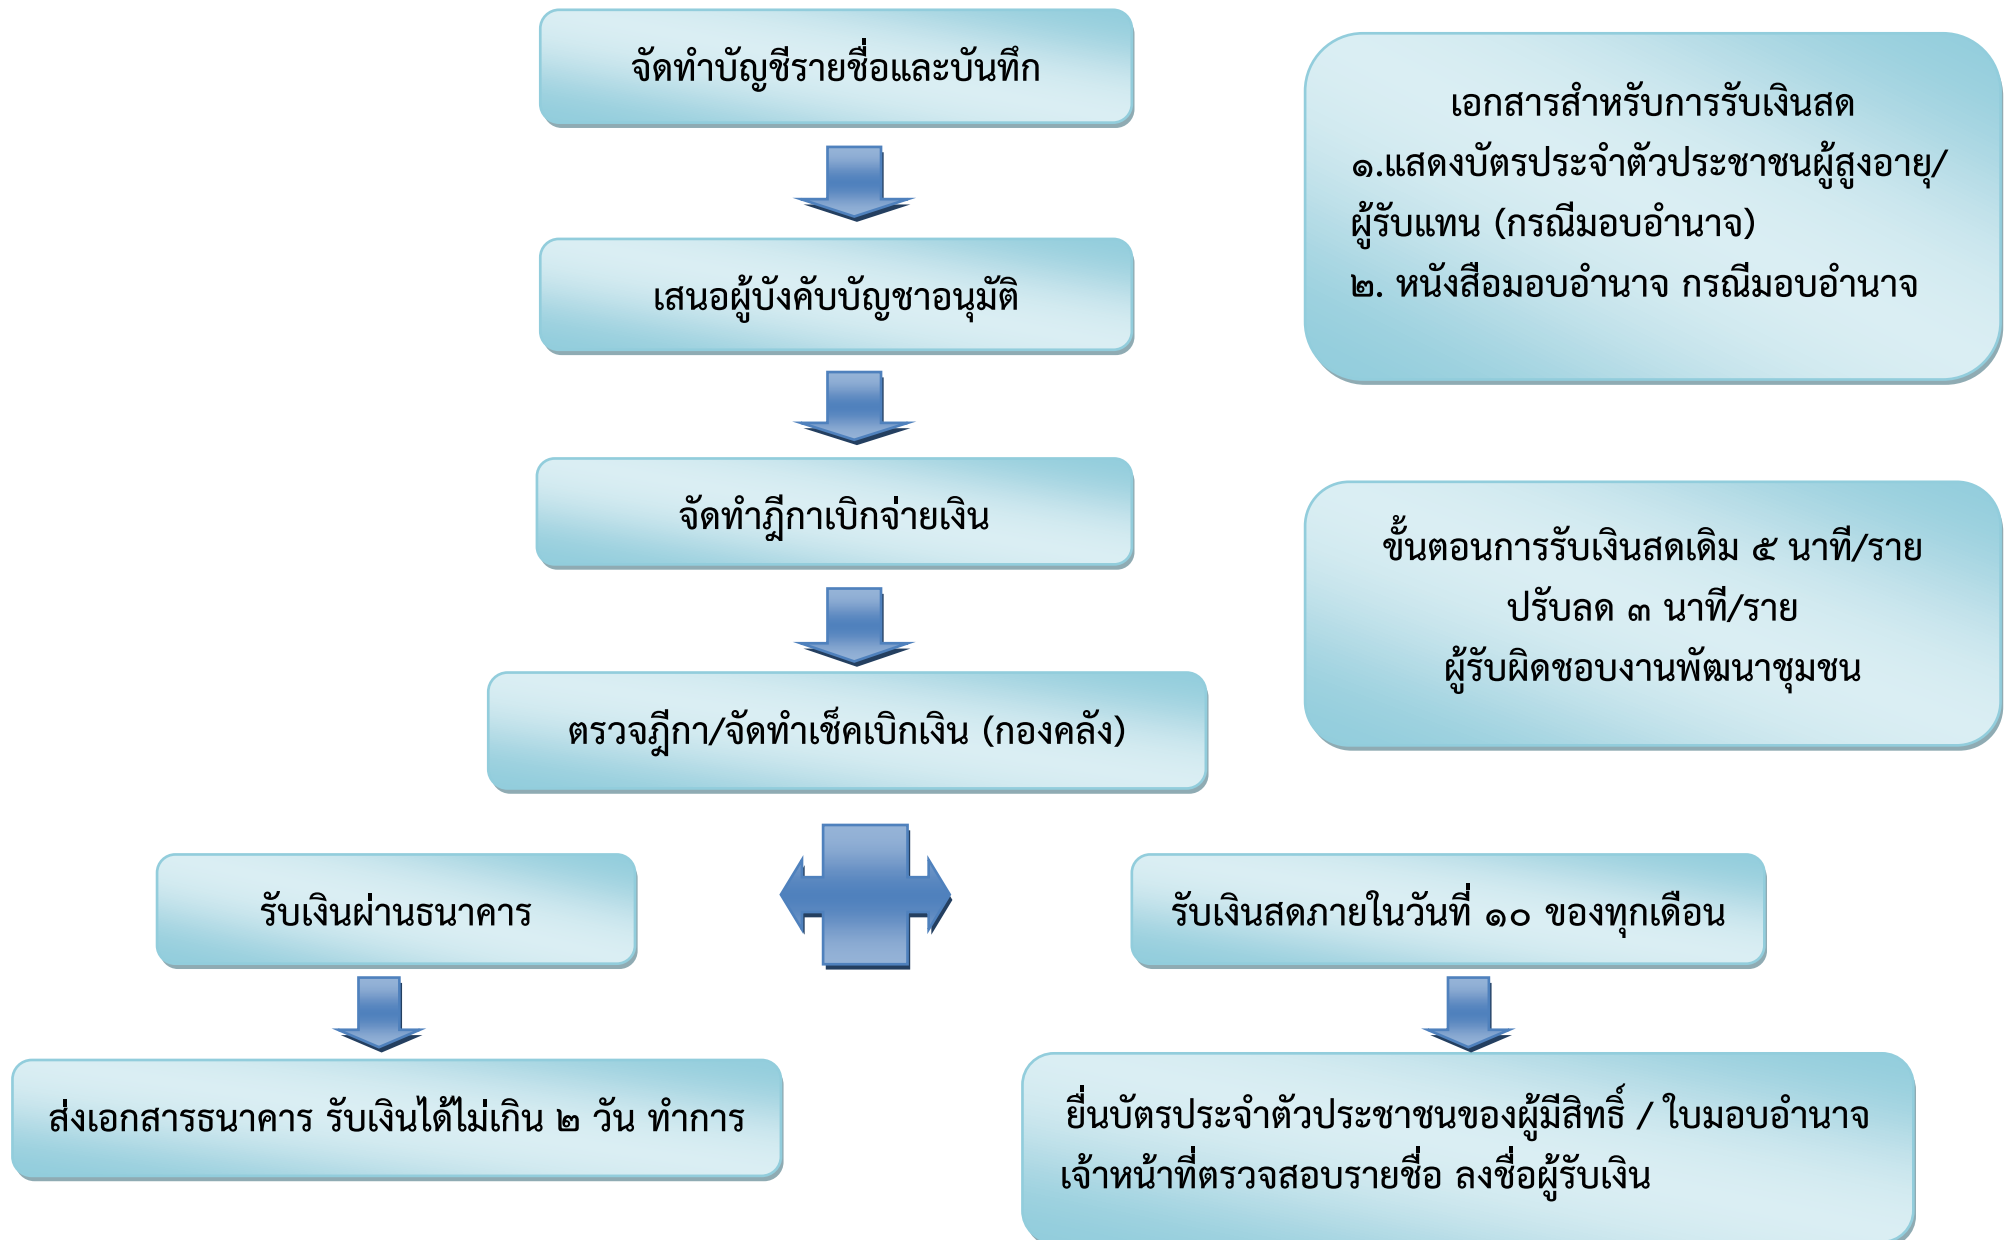 จัดทำบัญชีรายชื่อและบันทึก
เสนอผู้บังคับบัญชาอนุมัติ
จัดทำฎีกาเบิกจ่ายเงิน
ตรวจฎีกา/จัดทำเช็คเบิกเงิน (กองคลัง)
รับเงินผ่านธนาคาร
ส่งเอกสารธนาคาร รับเงินได้ไม่เกิน ๒ วัน ทำการ
รับเงินสดภายในวันที่ ๑๐ ของทุกเดือน
ยื่นบัตรประจำตัวประชาชนของผู้มีสิทธิ์ / ใบมอบอำนาจ
เจ้าหน้าที่ตรวจสอบรายชื่อ ลงชื่อผู้รับเงิน
เอกสารสำหรับการรับเงินสด
๑.แสดงบัตรประจำตัวประชาชนผู้สูงอายุ/
ผู้รับแทน (กรณีมอบอำนาจ)
๒. หนังสือมอบอำนาจ กรณีมอบอำนาจ
ขั้นตอนการรับเงินสดเดิม ๕ นาที/ราย
ปรับลด ๓ นาที/ราย
ผู้รับผิดชอบงานพัฒนาชุมชน